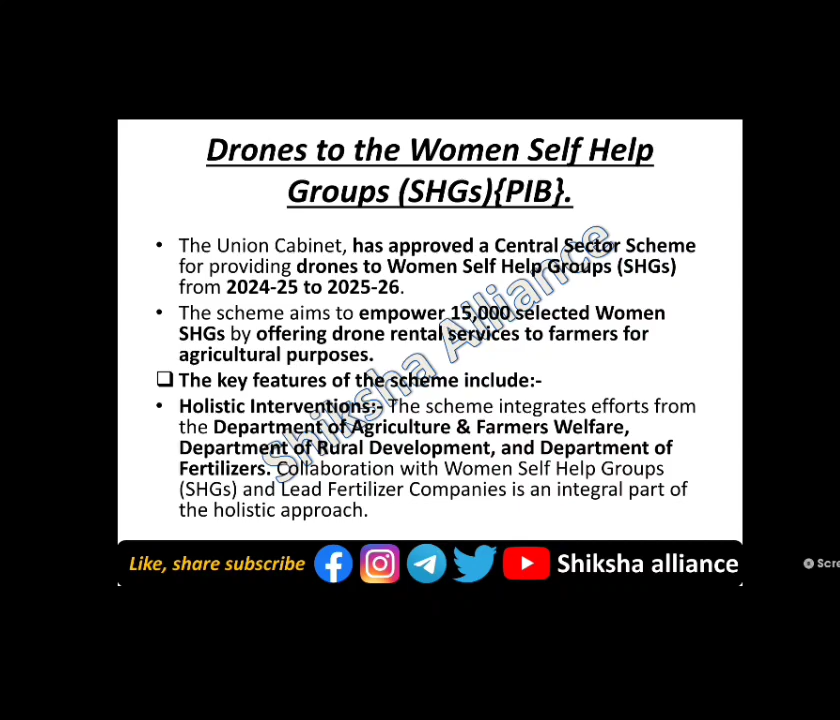 Drones to the Women Self Help
Groups (SHGs){PIB}.
• The Union Cabinet, has approved a Central Sector Scheme
for providing drones to Women Self Help Groups (SHGs)
from 2024-25 to 2025-26.
• The scheme aims to empower 15,000 selected Women
SHGs by offering drone rental services to farmers for
agricultural purposes.
❑ The key features of the scheme include:-
• Holistic Interventions:- The scheme integrates efforts from
the Department of Agriculture & Farmers Welfare,
Department of Rural Development, and Department of
Fertilizers. Collaboration with Women Self Help Groups
(SHGs) and Lead Fertilizer Companies is an integral part of
the holistic approach.
Shiksha Alliance
Like, share subscribe Shiksha alliance